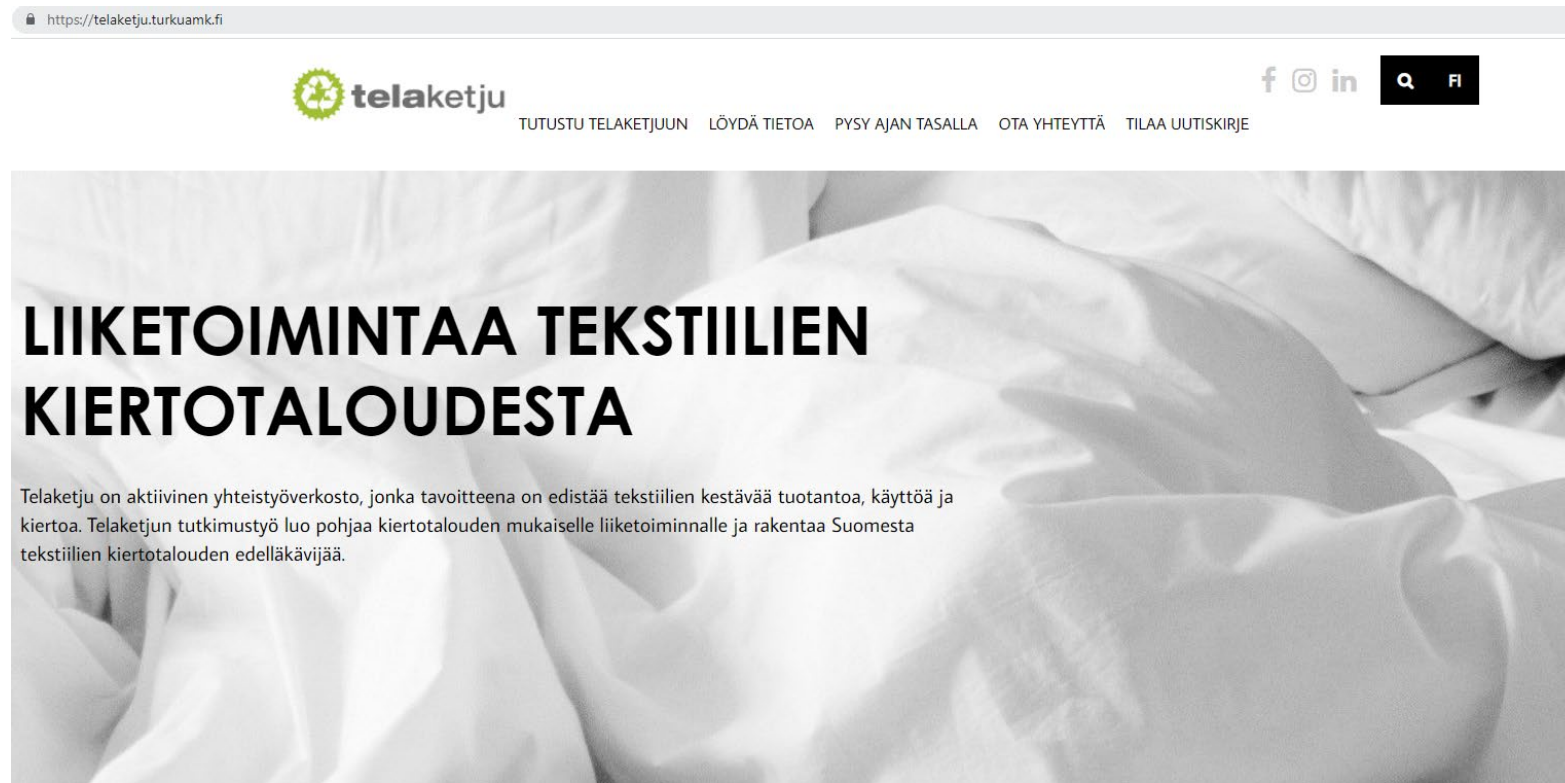 https://telaketju.turkuamk.fi
telaketju
FI
TUTUSTU TELAKETJUUN LÖYDÄ TIETOA PYSY AJAN TASALLA OTA YHTEYTTÄ TILAA UUTISKIRJE
LIIKETOIMINTAA TEKSTIILIEN
KIERTOTALOUDESTA
Telaketju on aktiivinen yhteistyöverkosto, jonka tavoitteena on edistää tekstiilien kestävää tuotantoa, käyttöä ja
kiertoa. Telaketjun tutkimustyö luo pohjaa kiertotalouden mukaiselle liiketoiminnalle ja rakentaa Suomesta
tekstiilien kiertotalouden edelläkävijää.